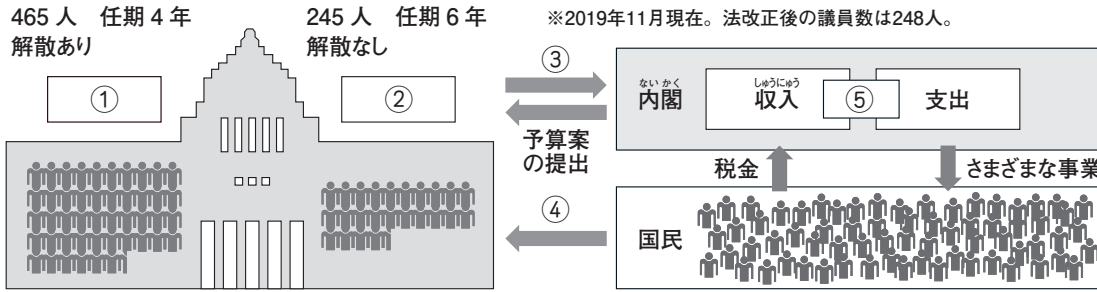 465人 任期4年
解散あり
245人 任期6年
解散なし
※2019年11月現在。法改正後の議員数は248人。
①
②
③
予算案
の提出
④
ないかく
内閣
しゅうにゅう
収入
⑤
支出
税金
さまざまな事業
国民